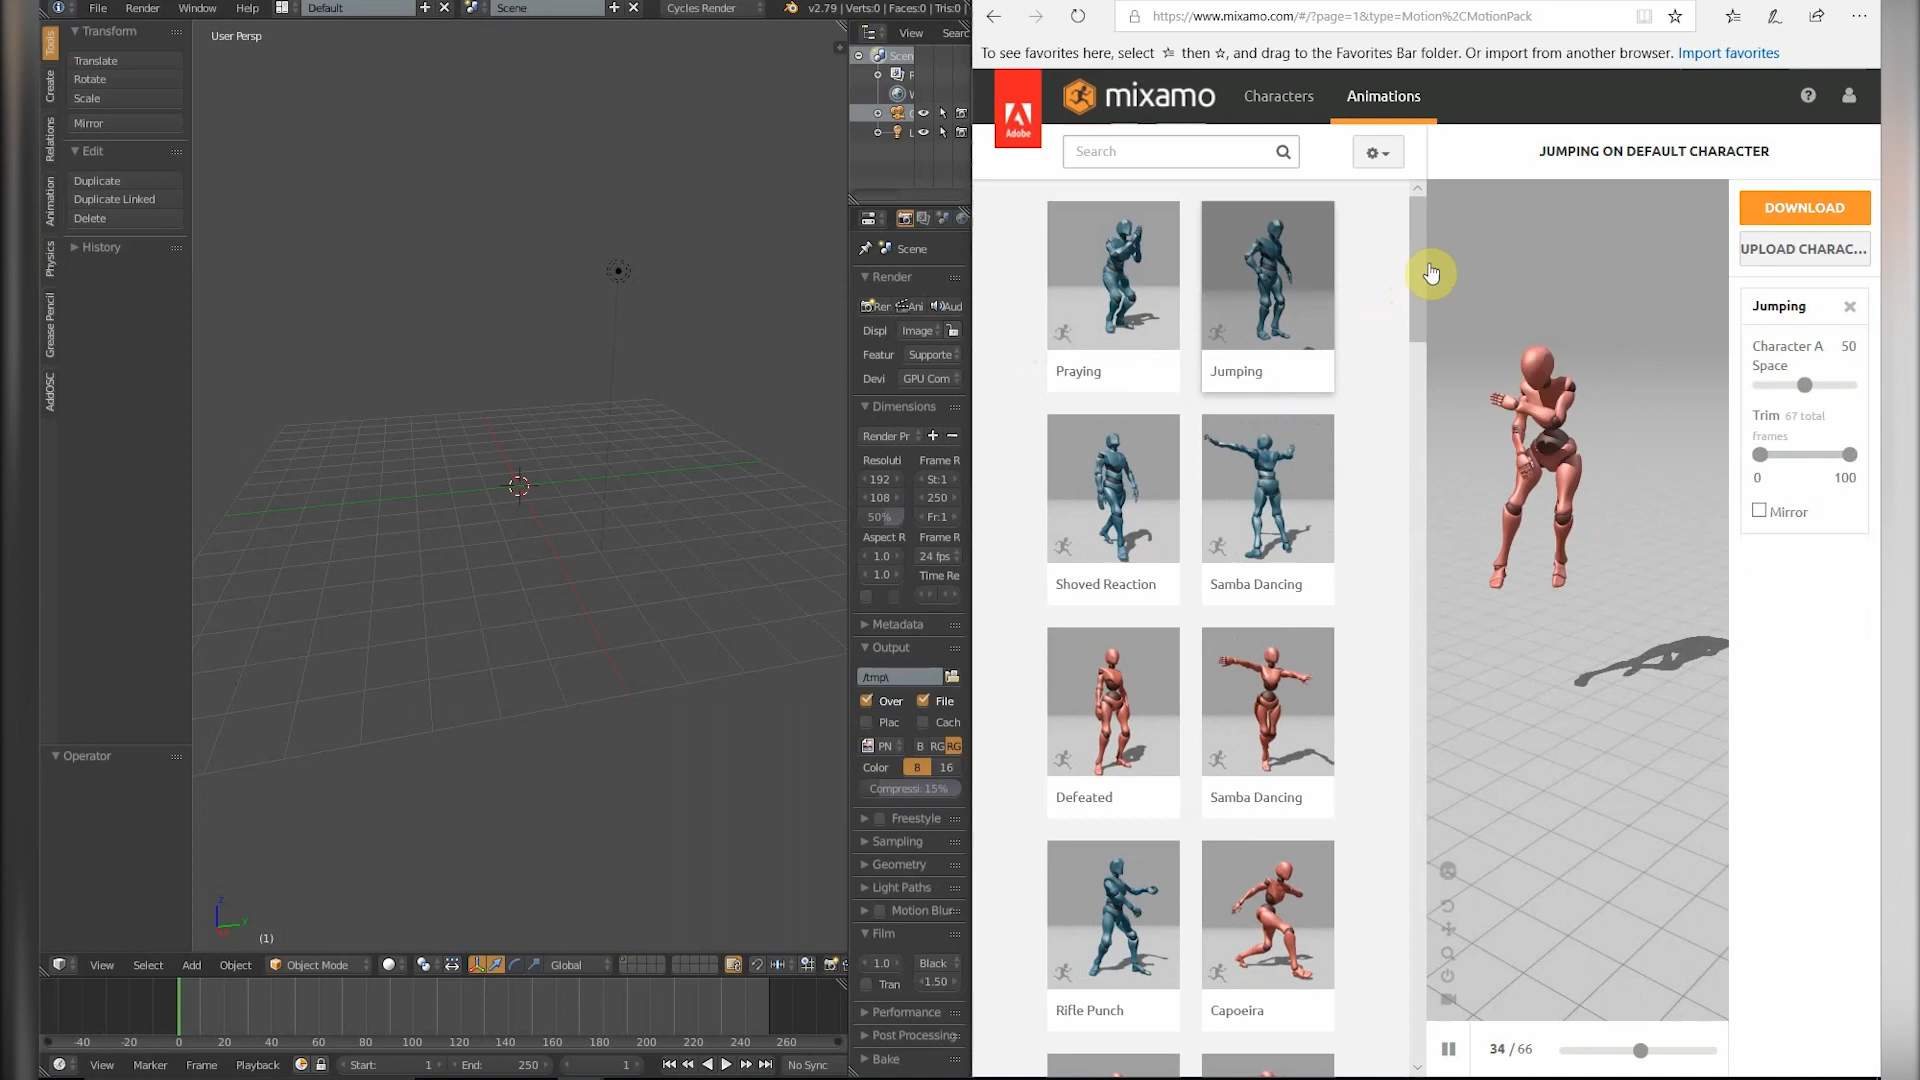 File Render Window Help Default Scene Cycles Render v2.79 | Verts:0 | Faces:0 | Tris:0
Tools
Create
Relations
Animation
Physics
Grease Pencil
AddOSC
Transform
Translate
Rotate
Scale
Mirror
Edit
Duplicate
Duplicate Linked
Delete
History
Operator
User Persp
z
y
(1)
View Select Add Object Object Mode Global
-40 -20 0 20 40 60 80 100 120 140 160 180 200 220 240 260
View Marker Frame Playback Start: 1 End: 250 1 No Sync
View Searc
Scen
Scene
Render
Ren Ani Aud
Displ Image
Featur Supporte
Devi GPU Com
Dimensions
Render Pr
Resoluti Frame R
192 St:1
108 250
50% Fr:1
Aspect R Frame R
1.0 24 fps
1.0 Time Re
Metadata
Output
/tmp\
Over File
Plac Cach
PN B RG RG
Color 8 16
Compressi: 15%
Freestyle
Sampling
Geometry
Light Paths
Motion Blur
Film
1.0 Black
Tran 1.50
Performance
Post Processing
Bake
https://www.mixamo.com/#/?page=1&type=Motion%2CMotionPack
To see favorites here, select then , and drag to the Favorites Bar folder. Or import from another browser. Import favorites
Adobe
mixamo Characters Animations
Search
JUMPING ON DEFAULT CHARACTER
Praying Jumping
Shoved Reaction Samba Dancing
Defeated Samba Dancing
Rifle Punch Capoeira
DOWNLOAD
UPLOAD CHARAC...
Jumping
Character A 50
Space
Trim 67 total
frames
0 100
Mirror
34 / 66